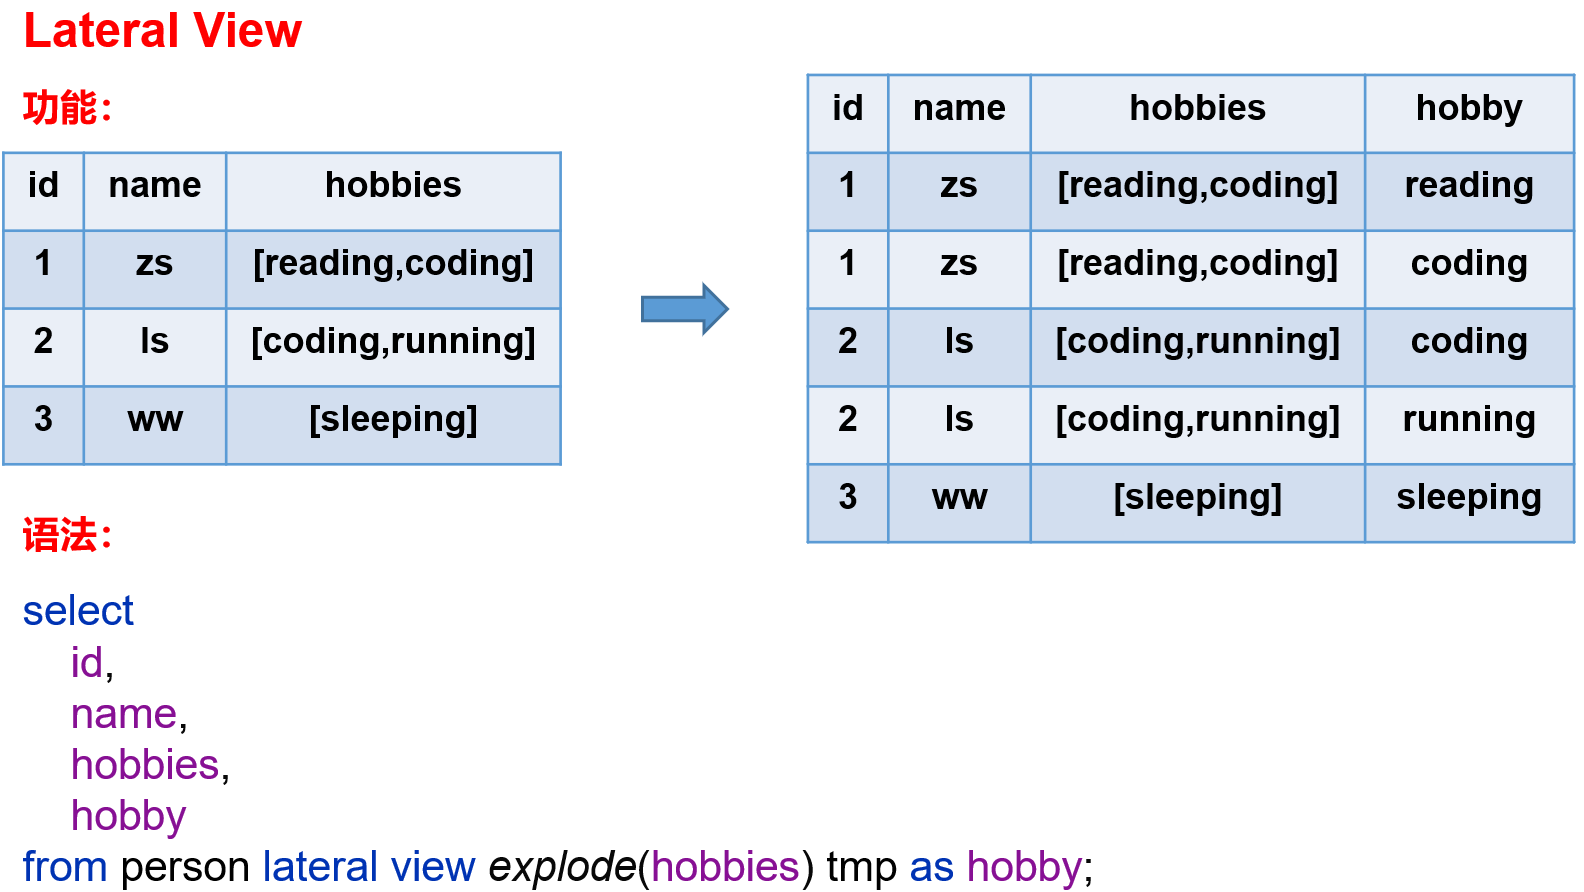 Lateral View
功能：
id name hobbies
1 zs [reading,coding]
2 ls [coding,running]
3 ww [sleeping]
id name hobbies hobby
1 zs [reading,coding] reading
1 zs [reading,coding] coding
2 ls [coding,running] coding
2 ls [coding,running] running
3 ww [sleeping] sleeping
语法：
select
id,
name,
hobbies,
hobby
from person lateral view explode(hobbies) tmp as hobby;